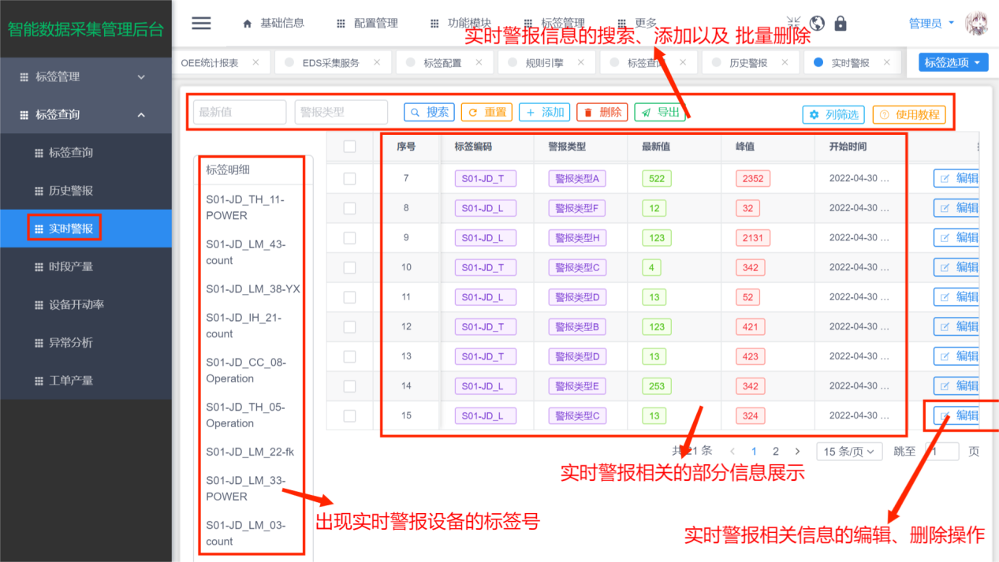 智能数据采集管理后台
基础信息 配置管理 功能模块 标签管理 更多 管理员
实时警报信息的搜索、添加以及 批量删除
OEE统计报表 EDS采集服务 标签配置 规则引擎 标签查询 历史警报 实时警报 标签选项
标签管理
标签查询
标签查询
历史警报
实时警报
时段产量
设备开动率
异常分析
工单产量
最新值 警报类型 搜索 重置 添加 删除 导出 列筛选 使用教程
标签明细
S01-JD_TH_11-
POWER
S01-JD_LM_43-
count
S01-JD_LM_38-YX
S01-JD_IH_21-
count
S01-JD_CC_08-
Operation
S01-JD_TH_05-
Operation
S01-JD_LM_22-fk
S01-JD_LM_33-
POWER
S01-JD_LM_03-
count
序号 标签编码 警报类型 最新值 峰值 开始时间
7 S01-JD_T 警报类型A 522 2352 2022-04-30 ... 编辑
8 S01-JD_L 警报类型F 12 32 2022-04-30 ... 编辑
9 S01-JD_L 警报类型H 123 2131 2022-04-30 ... 编辑
10 S01-JD_T 警报类型C 4 342 2022-04-30 ... 编辑
11 S01-JD_L 警报类型D 13 52 2022-04-30 ... 编辑
12 S01-JD_T 警报类型B 123 421 2022-04-30 ... 编辑
13 S01-JD_T 警报类型D 13 423 2022-04-30 ... 编辑
14 S01-JD_L 警报类型E 253 342 2022-04-30 ... 编辑
15 S01-JD_L 警报类型C 13 324 2022-04-30 ... 编辑
共 21 条 1 2 15 条/页 跳至 1 页
实时警报相关的部分信息展示
出现实时警报设备的标签号
实时警报相关信息的编辑、删除操作